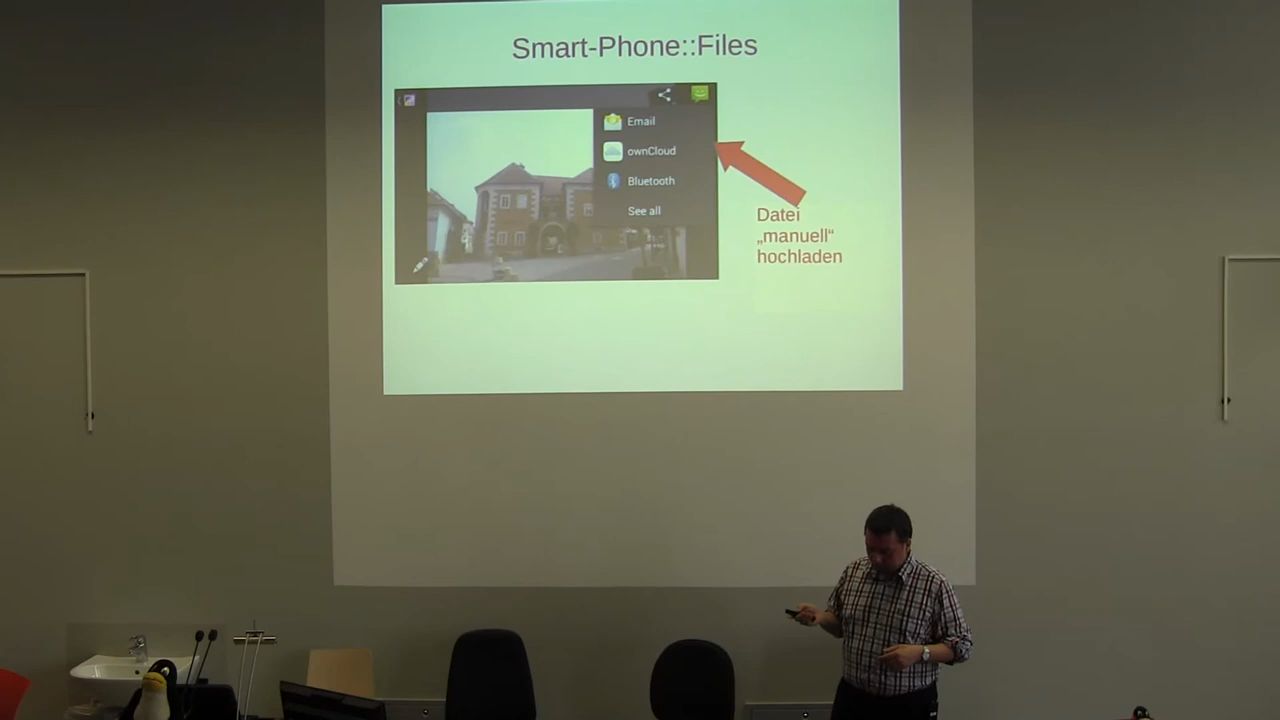 Smart-Phone::Files
Email
ownCloud
Bluetooth
See all
Datei
„manuell“
hochladen